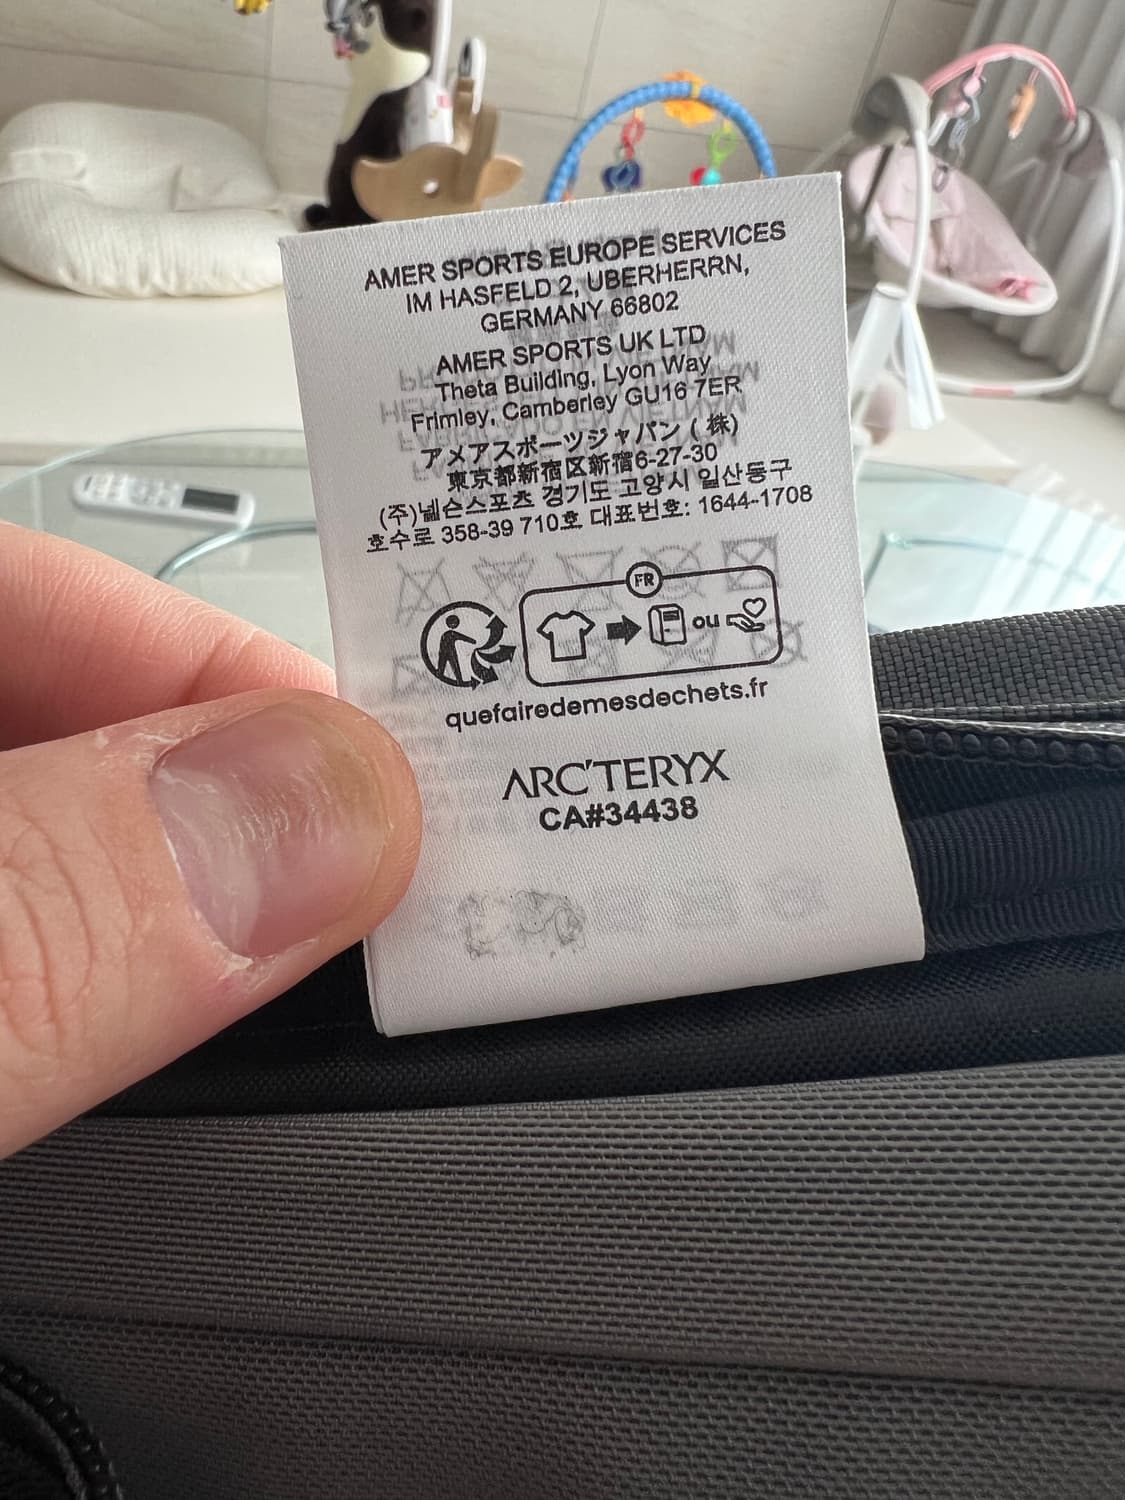 AMER SPORTS EUROPE SERVICES
IM HASFELD 2, UBERHERRN,
GERMANY 66802
AMER SPORTS UK LTD
Theta Building, Lyon Way
Frimley, Camberley GU16 7ER
アメアスポーツジャパン ( 株)
東京都新宿区新宿6-27-30
(주)넬슨스포츠 경기도 고양시 일산동구
호수로 358-39 710호 대표번호: 1644-1708
FR
ou
quefairedemesdechets.fr
ARC'TERYX
CA#34438